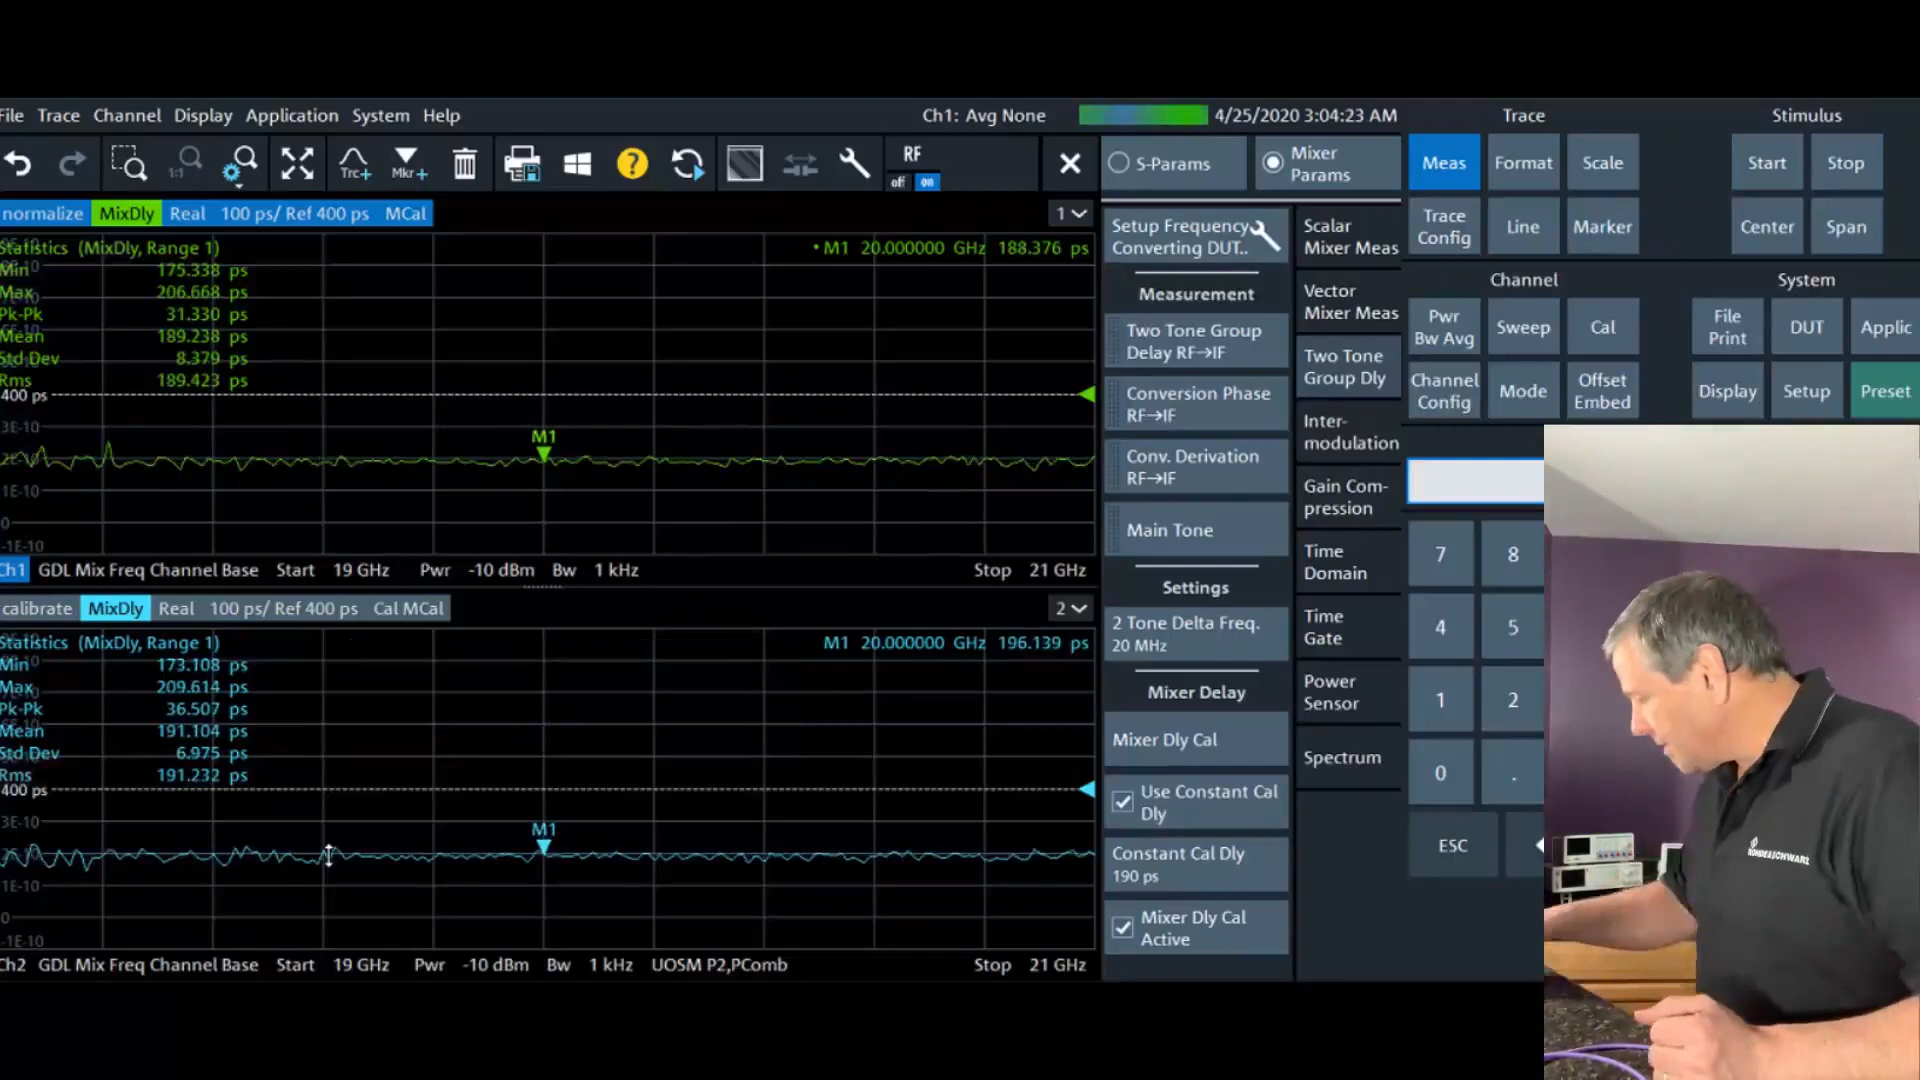 File Trace Channel Display Application System Help
Ch1: Avg None
4/25/2020 3:04:23 AM
1:1
Trc+
Mkr+
RF
off on
normalize MixDly Real 100 ps/ Ref 400 ps MCal
1
Statistics (MixDly, Range 1)
Min 175.338 ps
Max 206.668 ps
Pk-Pk 31.330 ps
Mean 189.238 ps
Std Dev 8.379 ps
Rms 189.423 ps
•M1 20.000000 GHz 188.376 ps
400 ps
3E-10
2E-10
1E-10
0
-1E-10
M1
Ch1 GDL Mix Freq Channel Base Start 19 GHz Pwr -10 dBm Bw 1 kHz Stop 21 GHz
calibrate MixDly Real 100 ps/ Ref 400 ps Cal MCal
2
Statistics (MixDly, Range 1)
Min 173.108 ps
Max 209.614 ps
Pk-Pk 36.507 ps
Mean 191.104 ps
Std Dev 6.975 ps
Rms 191.232 ps
M1 20.000000 GHz 196.139 ps
400 ps
3E-10
1E-10
0
-1E-10
M1
Ch2 GDL Mix Freq Channel Base Start 19 GHz Pwr -10 dBm Bw 1 kHz UOSM P2,PComb Stop 21 GHz
S-Params
Mixer
Params
Setup Frequency
Converting DUT..
Measurement
Two Tone Group
Delay RF→IF
Conversion Phase
RF→IF
Conv. Derivation
RF→IF
Main Tone
Settings
2 Tone Delta Freq.
20 MHz
Mixer Delay
Mixer Dly Cal
Use Constant Cal
Dly
Constant Cal Dly
190 ps
Mixer Dly Cal
Active
Scalar
Mixer Meas
Vector
Mixer Meas
Two Tone
Group Dly
Inter-
modulation
Gain Com-
pression
Time
Domain
Time
Gate
Power
Sensor
Spectrum
Trace
Meas Format Scale
Trace
Config
Line Marker
Stimulus
Start Stop
Center Span
Channel
Pwr
Bw Avg
Sweep Cal
Channel
Config
Mode
Offset
Embed
System
File
Print
DUT Applic
Display Setup Preset
7 8
4 5
1 2
0 .
ESC
ROHDE&SCHWARZ